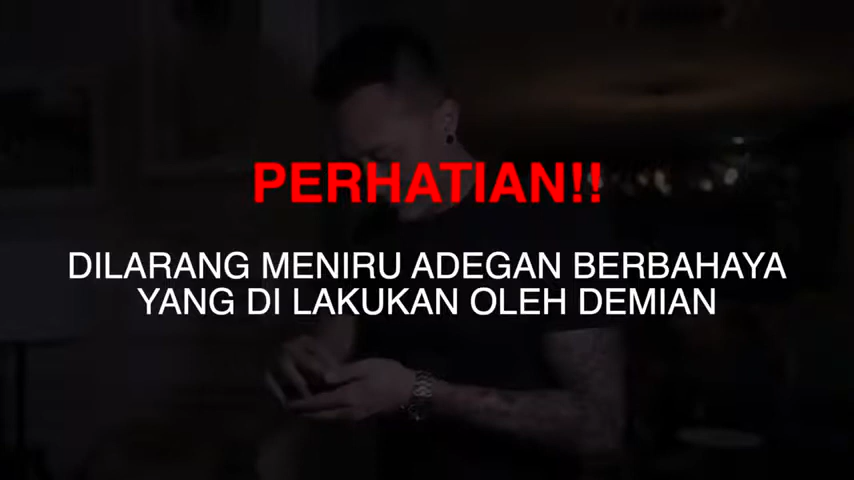 PERHATIAN!!
DILARANG MENIRU ADEGAN BERBAHAYA
YANG DI LAKUKAN OLEH DEMIAN